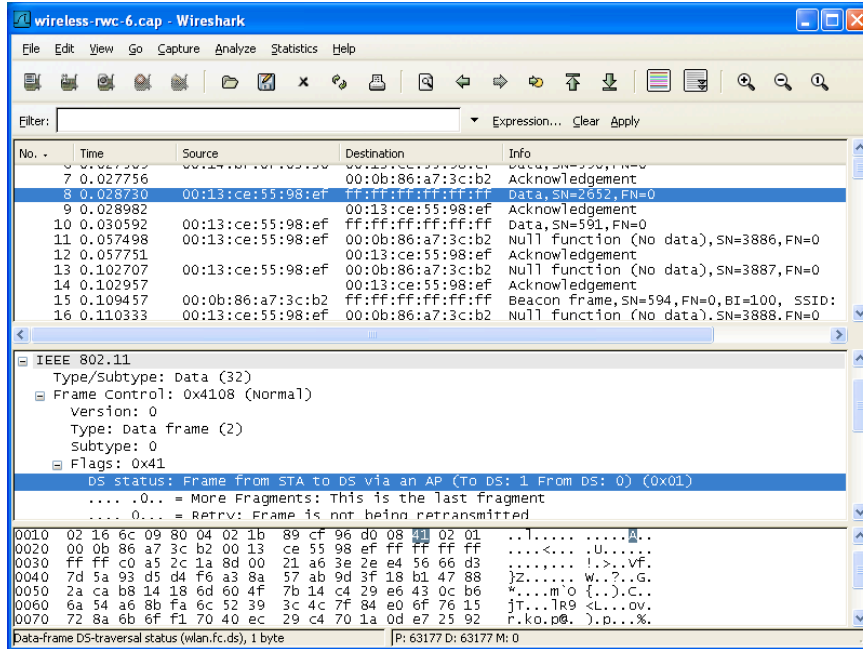 wireless-rwc-6.cap - Wireshark
File Edit View Go Capture Analyze Statistics Help
Filter: Expression... Clear Apply
No. . Time Source Destination Info
7 0.027756 00:0b:86:a7:3c:b2 Acknowledgement
8 0.028730 00:13:ce:55:98:ef ff:ff:ff:ff:ff:ff Data,SN=2652,FN=0
9 0.028982 00:13:ce:55:98:ef Acknowledgement
10 0.030592 00:13:ce:55:98:ef ff:ff:ff:ff:ff:ff Data,SN=591,FN=0
11 0.057498 00:13:ce:55:98:ef 00:0b:86:a7:3c:b2 Null function (No data),SN=3886,FN=0
12 0.057751 00:13:ce:55:98:ef Acknowledgement
13 0.102707 00:13:ce:55:98:ef 00:0b:86:a7:3c:b2 Null function (No data),SN=3887,FN=0
14 0.102957 00:13:ce:55:98:ef Acknowledgement
15 0.109457 00:0b:86:a7:3c:b2 ff:ff:ff:ff:ff:ff Beacon frame,SN=594,FN=0,BI=100, SSID:
16 0.110333 00:13:ce:55:98:ef 00:0b:86:a7:3c:b2 Null function (No data),SN=3888,FN=0
IEEE 802.11
Type/Subtype: Data (32)
Frame Control: 0x4108 (Normal)
Version: 0
Type: Data frame (2)
Subtype: 0
Flags: 0x41
DS status: Frame from STA to DS via an AP (To DS: 1 From DS: 0) (0x01)
.... .0.. = More Fragments: This is the last fragment
.... 0... = Retry: Frame is not being retransmitted
0010 02 16 6c 09 80 04 02 1b 89 cf 96 d0 08 41 02 01 ..l..... .....A..
0020 00 0b 86 a7 3c b2 00 13 ce 55 98 ef ff ff ff ff ....<... .U......
0030 ff ff c0 a5 2c 1a 8d 00 21 a6 3e 2e e4 56 66 d3 ....,... !.>..Vf.
0040 7d 5a 93 d5 d4 f6 a3 8a 57 ab 9d 3f 18 b1 47 88 }Z...... W..?..G.
0050 2a ca b8 14 18 6d 60 4f 7b 14 c4 29 e6 43 0c b6 *....m`O {..).C..
0060 6a 54 a6 8b fa 6c 52 39 3c 4c 7f 84 e0 6f 76 15 jT...lR9 <L...ov.
0070 72 8a 6b 6f f1 70 40 ec 29 c4 70 1a 0d e7 25 92 r.ko.p@. ).p...%.
Data-frame DS-traversal status (wlan.fc.ds), 1 byte P: 63177 D: 63177 M: 0